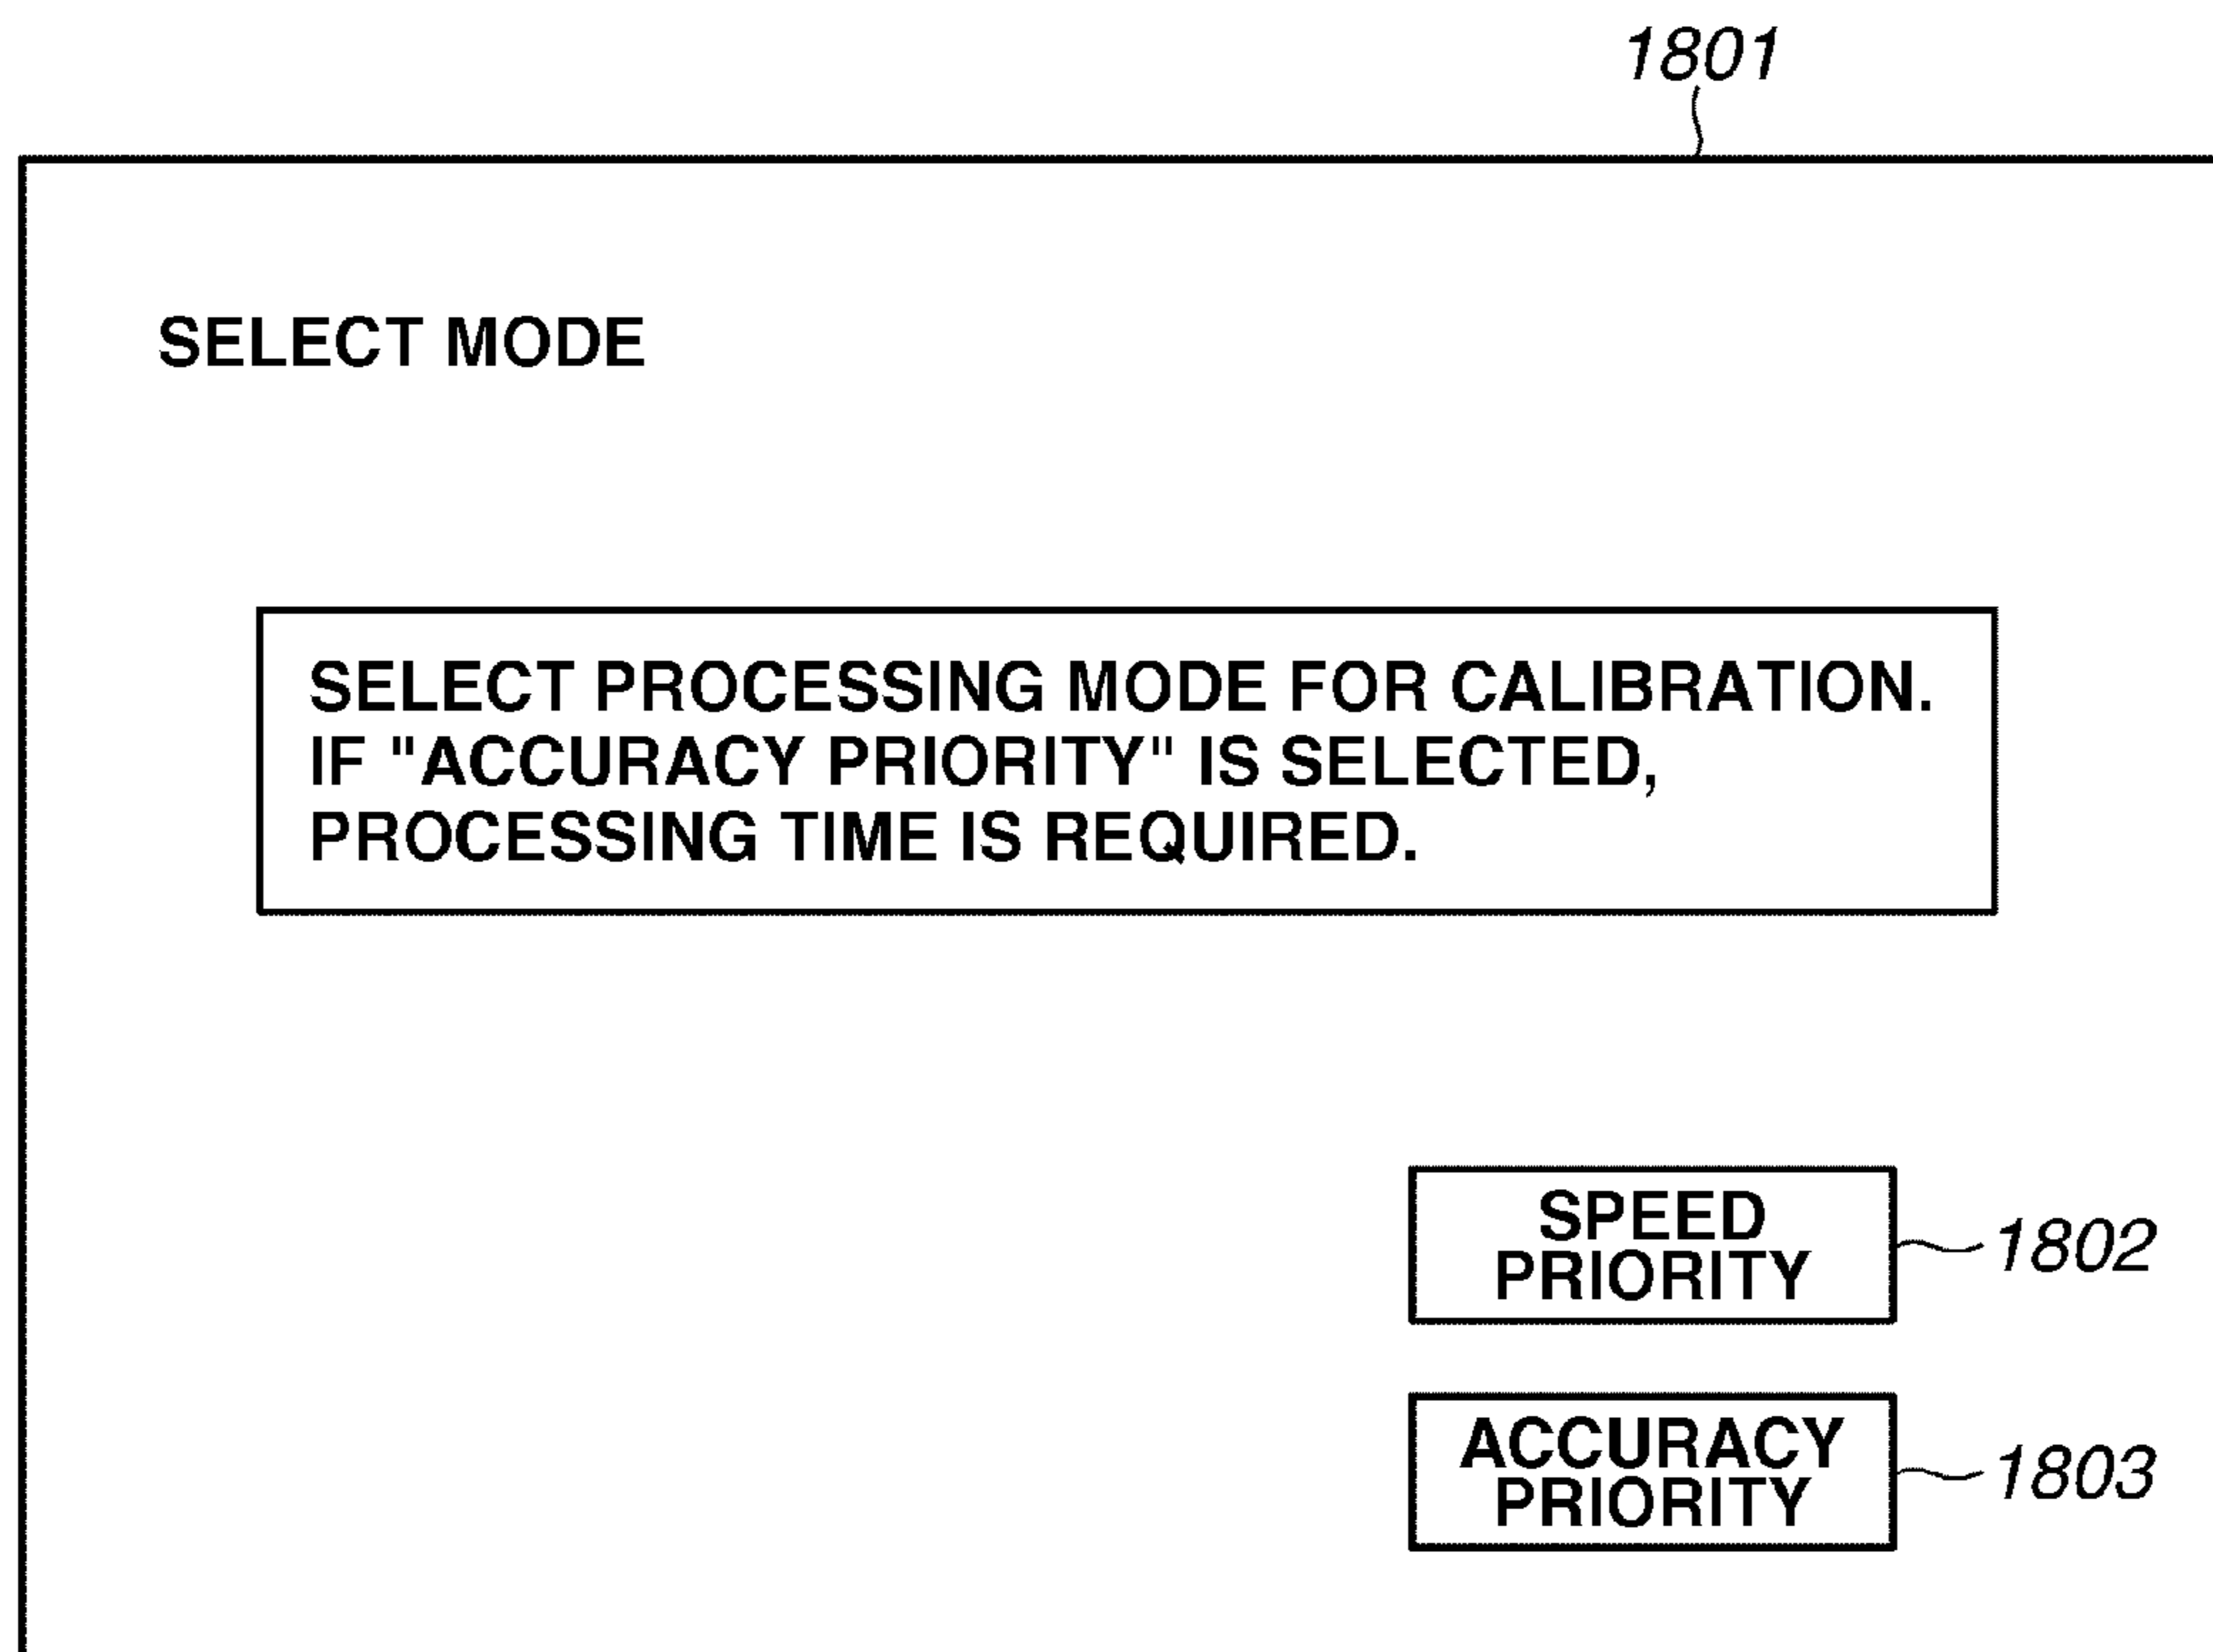 1801
SELECT MODE
SELECT PROCESSING MODE FOR CALIBRATION.
IF "ACCURACY PRIORITY" IS SELECTED,
PROCESSING TIME IS REQUIRED.
SPEED
PRIORITY
1802
ACCURACY
PRIORITY
1803